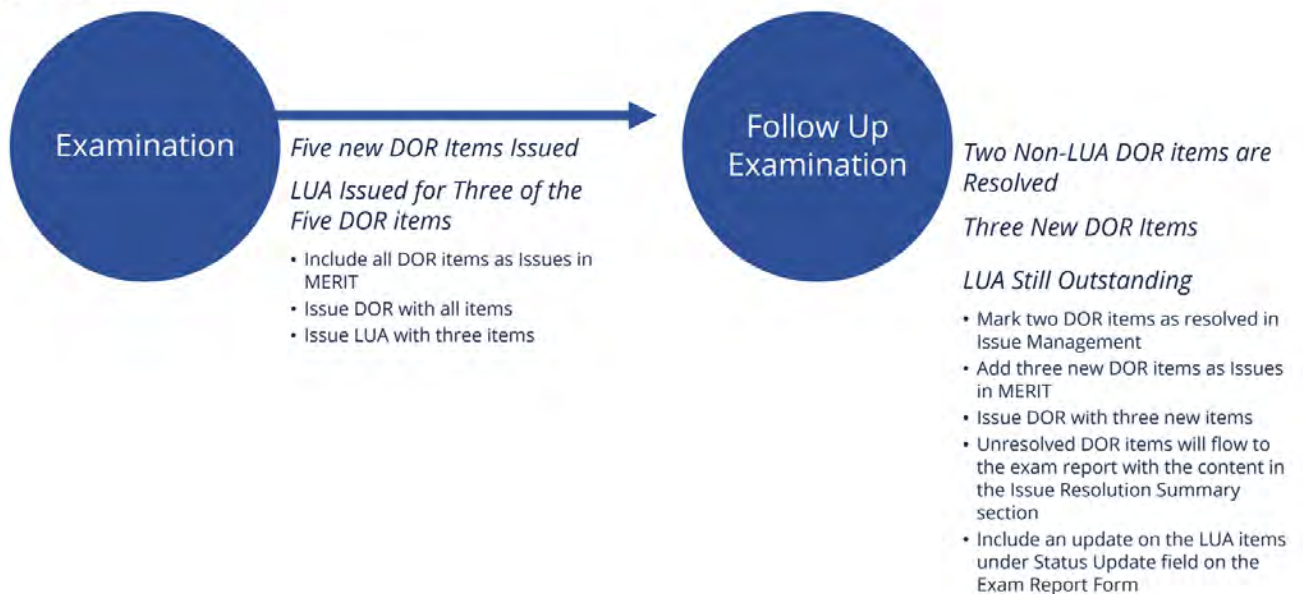 Examination
Five new DOR Items Issued
LUA Issued for Three of the
Five DOR items
• Include all DOR items as Issues in
MERIT
• Issue DOR with all items
• Issue LUA with three items
Follow Up
Examination
Two Non-LUA DOR items are
Resolved
Three New DOR Items
LUA Still Outstanding
• Mark two DOR items as resolved in
Issue Management
• Add three new DOR items as Issues
in MERIT
• Issue DOR with three new items
• Unresolved DOR items will flow to
the exam report with the content in
the Issue Resolution Summary
section
• Include an update on the LUA items
under Status Update field on the
Exam Report Form